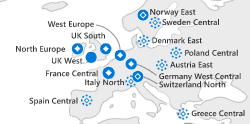 Norway East
Sweden Central
West Europe
UK South
Denmark East
North Europe
UK West
Poland Central
Austria East
France Central
Germany West Central
Italy North
Switzerland North
Spain Central
Greece Central